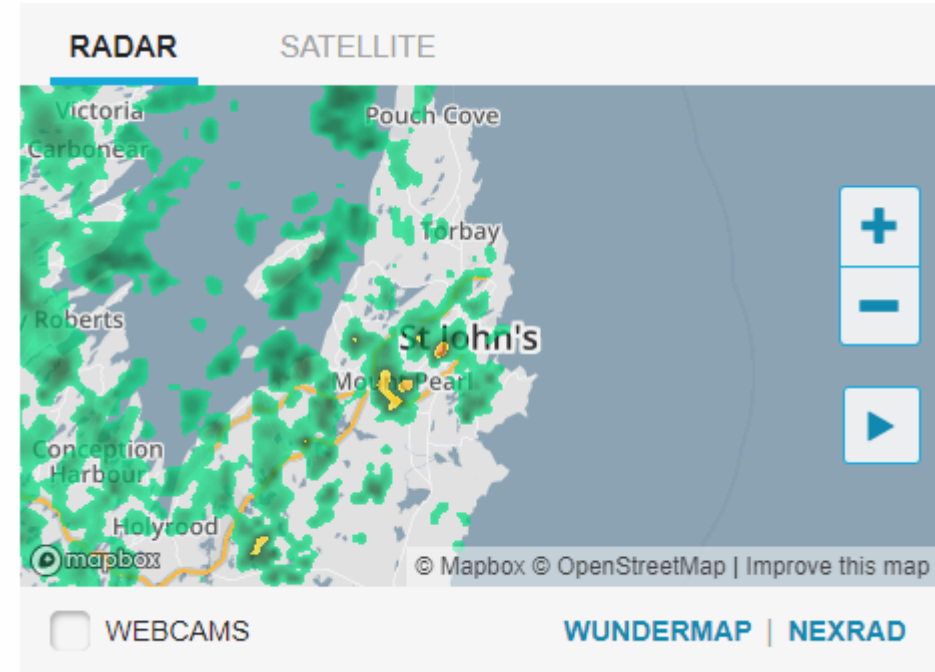 RADAR SATELLITE
Victoria
Pouch Cove
Carbonear
Torbay
Roberts
St John's
Mount Pearl
Conception
Harbour
Holyrood
mapbox
© Mapbox © OpenStreetMap | Improve this map
WEBCAMS WUNDERMAP | NEXRAD